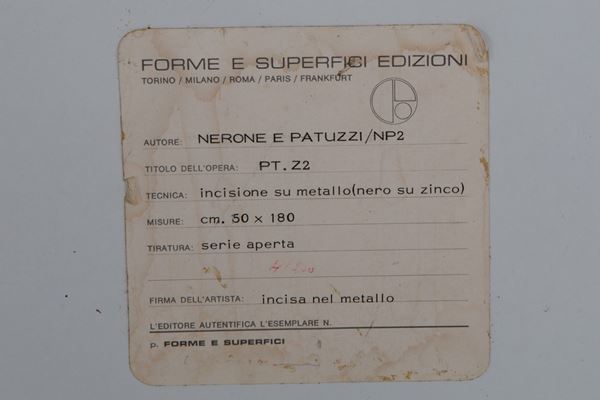 FORME E SUPERFICI EDIZIONI
TORINO / MILANO / ROMA / PARIS / FRANKFURT
AUTORE: NERONE E PATUZZI/NP2
TITOLO DELL'OPERA: PT.Z2
TECNICA: incisione su metallo(nero su zinco)
MISURE: cm. 50 x 180
TIRATURA: serie aperta
FIRMA DELL'ARTISTA: incisa nel metallo
L'EDITORE AUTENTIFICA L'ESEMPLARE N.
p. FORME E SUPERFICI